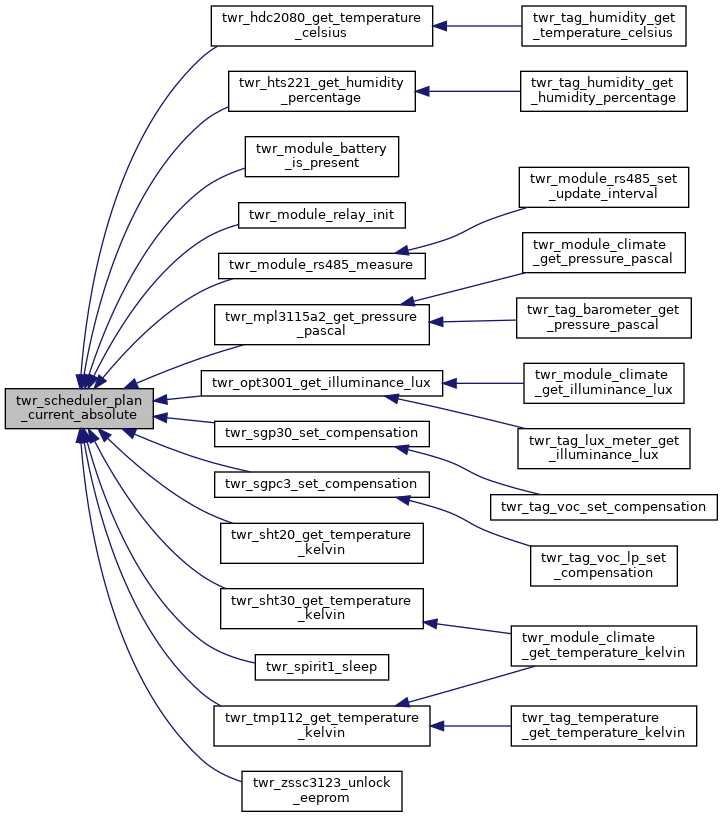 twr_hdc2080_get_temperature
_celsius
twr_tag_humidity_get
_temperature_celsius
twr_hts221_get_humidity
_percentage
twr_tag_humidity_get
_humidity_percentage
twr_module_battery
_is_present
twr_module_rs485_set
_update_interval
twr_module_relay_init
twr_module_rs485_measure
twr_module_climate
_get_pressure_pascal
twr_mpl3115a2_get_pressure
_pascal
twr_tag_barometer_get
_pressure_pascal
twr_opt3001_get_illuminance_lux
twr_module_climate
_get_illuminance_lux
twr_scheduler_plan
_current_absolute
twr_sgp30_set_compensation
twr_tag_lux_meter_get
_illuminance_lux
twr_sgpc3_set_compensation
twr_tag_voc_set_compensation
twr_sht20_get_temperature
_kelvin
twr_tag_voc_lp_set
_compensation
twr_sht30_get_temperature
_kelvin
twr_module_climate
_get_temperature_kelvin
twr_spirit1_sleep
twr_tmp112_get_temperature
_kelvin
twr_tag_temperature
_get_temperature_kelvin
twr_zssc3123_unlock
_eeprom